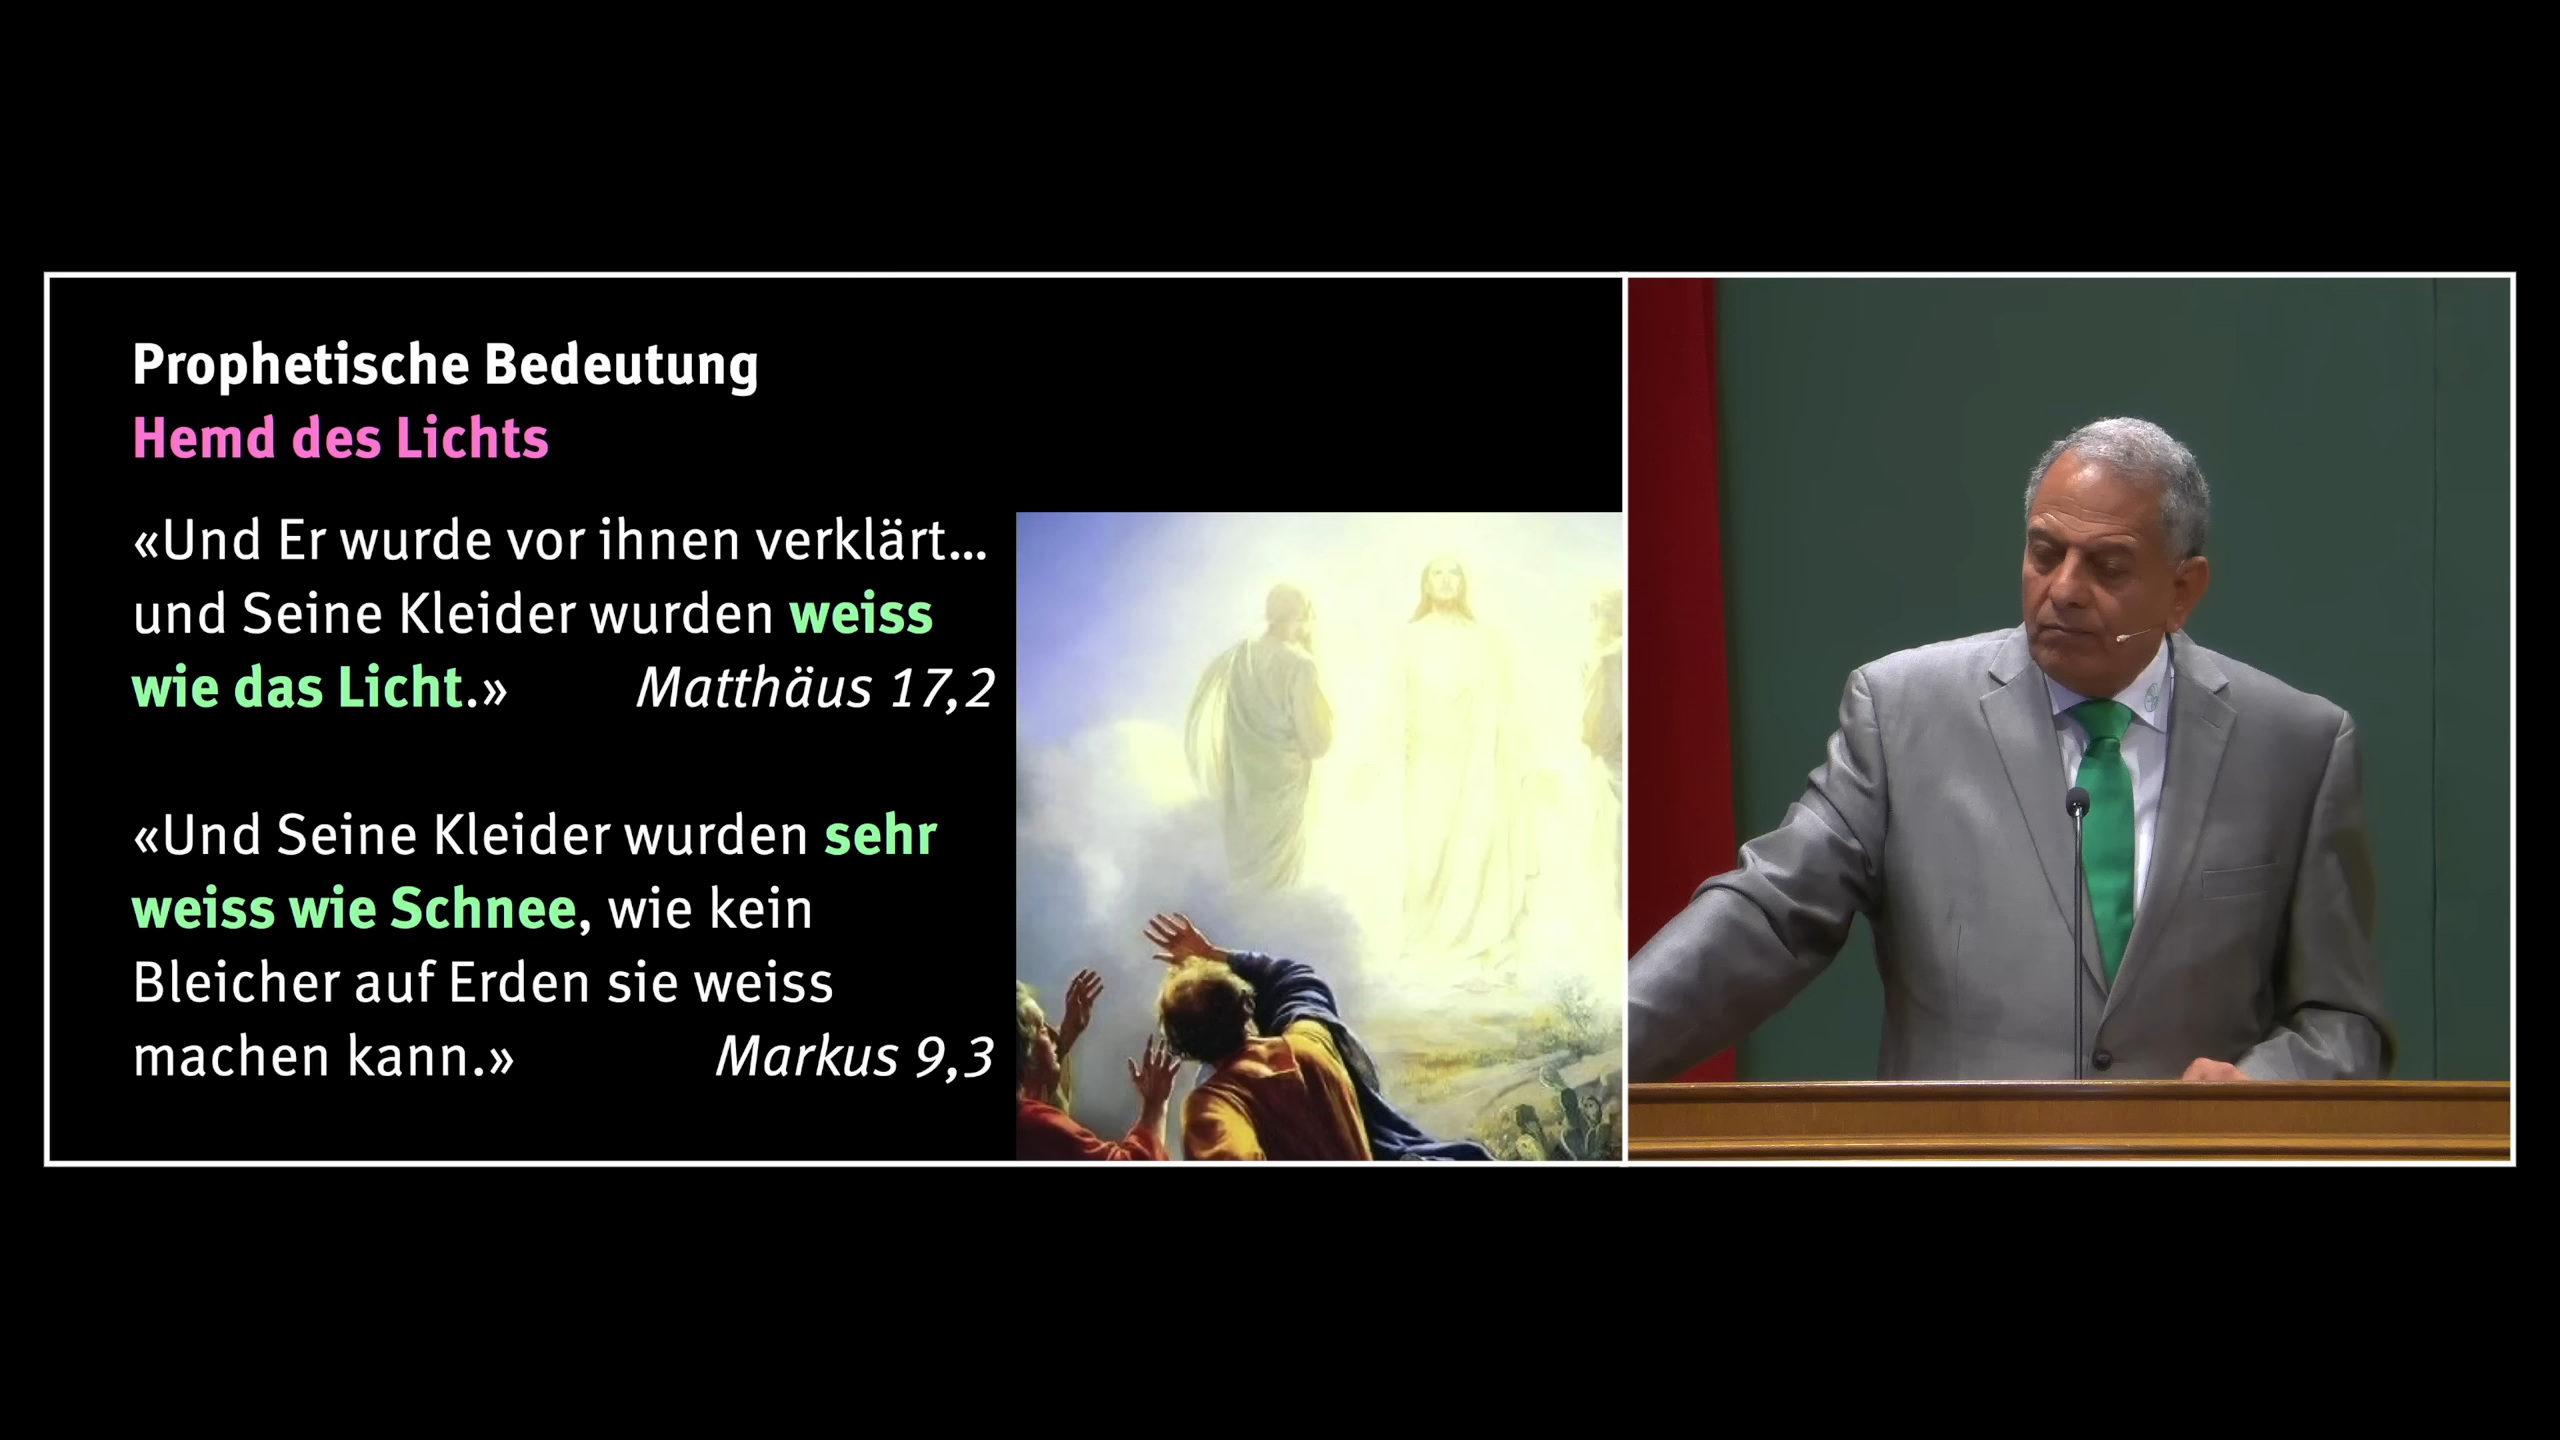 Prophetische Bedeutung
Hemd des Lichts
«Und Er wurde vor ihnen verklärt...
und Seine Kleider wurden weiss
wie das Licht.» Matthäus 17,2
«Und Seine Kleider wurden sehr
weiss wie Schnee, wie kein
Bleicher auf Erden sie weiss
machen kann.» Markus 9,3